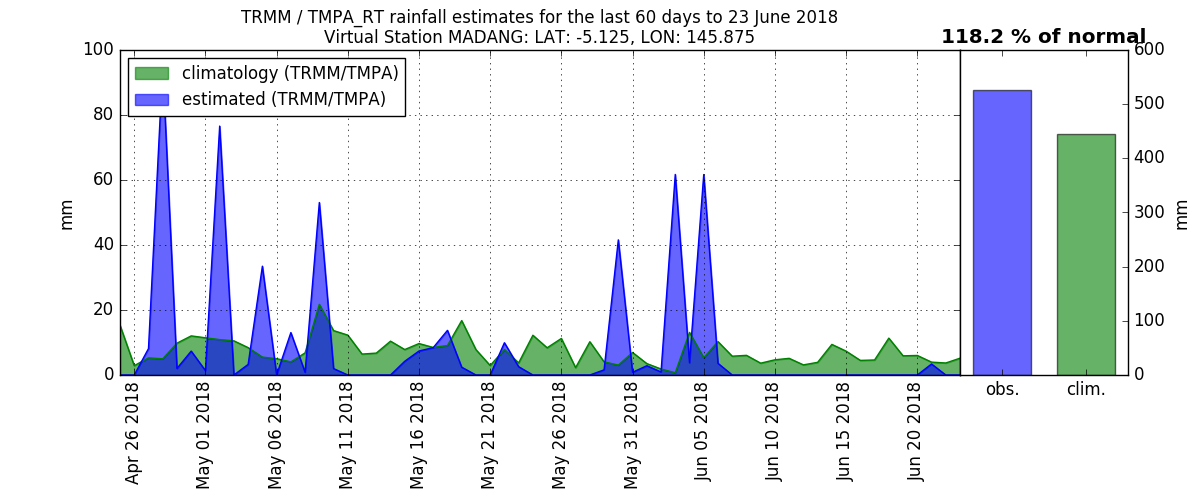 TRMM / TMPA_RT rainfall estimates for the last 60 days to 23 June 2018
Virtual Station MADANG: LAT: -5.125, LON: 145.875
118.2 % of normal
climatology (TRMM/TMPA)
estimated (TRMM/TMPA)
100
80
60
40
20
0
mm
Apr 26 2018
May 01 2018
May 06 2018
May 11 2018
May 16 2018
May 21 2018
May 26 2018
May 31 2018
Jun 05 2018
Jun 10 2018
Jun 15 2018
Jun 20 2018
600
500
400
300
200
100
0
mm
obs.
clim.